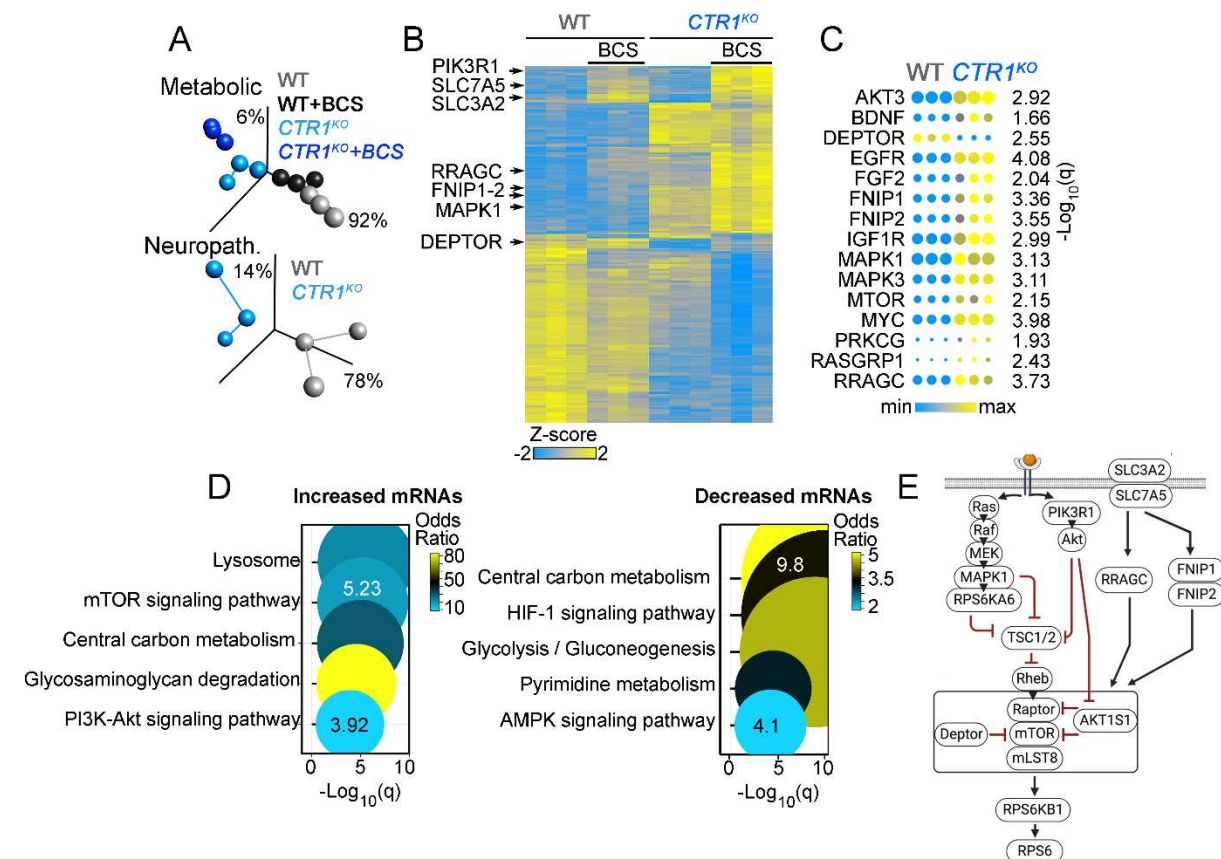 A
Metabolic
6%
WT
WT+BCS
CTR1KO
CTR1KO+BCS
92%
Neuropath.
14%
WT
CTR1KO
78%
B
WT
CTR1KO
BCS
BCS
PIK3R1
SLC7A5
SLC3A2
RRAGC
FNIP1-2
MAPK1
DEPTOR
Z-score
-2
2
C
WT CTR1KO
AKT3 2.92
BDNF 1.66
DEPTOR 2.55
EGFR 4.08
FGF2 2.04
FNIP1 3.36
FNIP2 3.55
IGF1R 2.99
MAPK1 3.13
MAPK3 3.11
MTOR 2.15
MYC 3.98
PRKCG 1.93
RASGRP1 2.43
RRAGC 3.73
-Log10(q)
min
max
D
Increased mRNAs
Odds
Ratio
80
50
10
Lysosome
5.23
mTOR signaling pathway
Central carbon metabolism
Glycosaminoglycan degradation
PI3K-Akt signaling pathway
3.92
0 5 10
-Log10(q)
Decreased mRNAs
Odds
Ratio
5
3.5
2
9.8
Central carbon metabolism
HIF-1 signaling pathway
Glycolysis / Gluconeogenesis
Pyrimidine metabolism
AMPK signaling pathway
4.1
0 5 10
-Log10(q)
E
SLC3A2
SLC7A5
Ras
Raf
MEK
MAPK1
RPS6KA6
PIK3R1
Akt
RRAGC
FNIP1
FNIP2
TSC1/2
Rheb
Raptor
AKT1S1
Deptor
mTOR
mLST8
RPS6KB1
RPS6